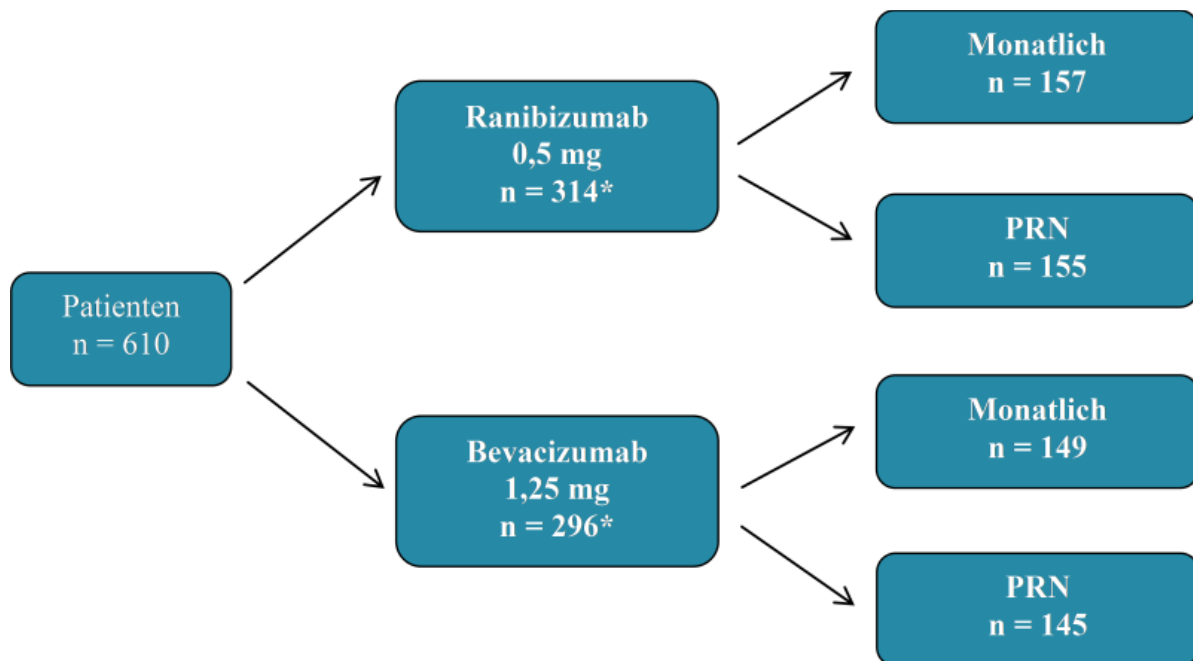 Patienten
n = 610
Ranibizumab
0,5 mg
n = 314*
Bevacizumab
1,25 mg
n = 296*
Monatlich
n = 157
PRN
n = 155
Monatlich
n = 149
PRN
n = 145